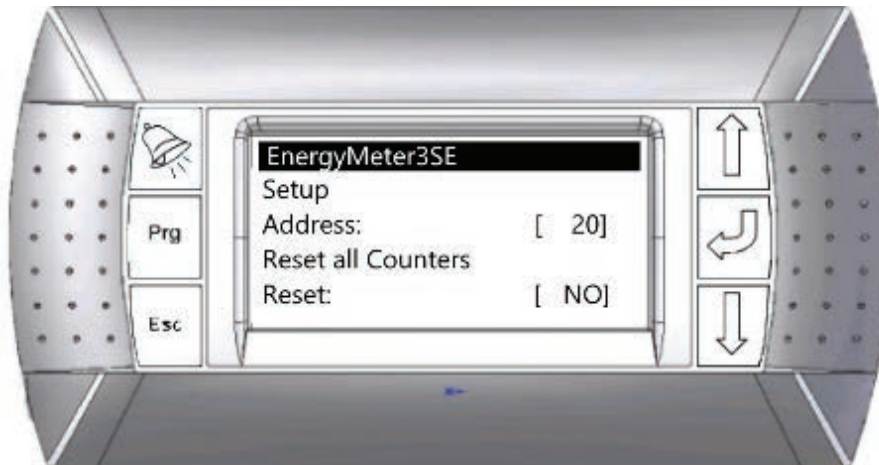 EnergyMeter3SE
Setup
Address: [ 20]
Reset all Counters
Reset: [ NO]
Prg
Esc